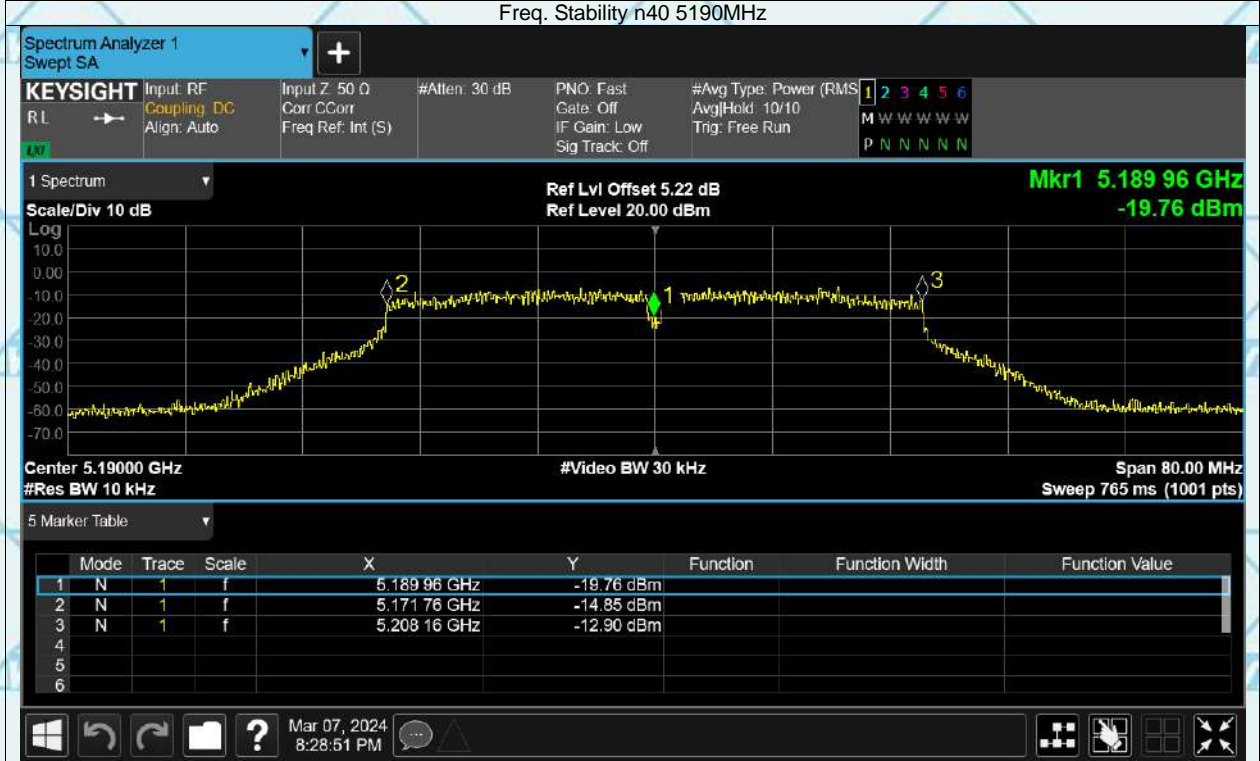 Freq. Stability n40 5190MHz
Spectrum Analyzer 1
Swept SA
KEYSIGHT Input: RF Input Z: 50 Ω #Atten: 30 dB PNO: Fast #Avg Type: Power (RMS 1 2 3 4 5 6
R L Coupling: DC Corr CCorr Gate: Off Avg|Hold: 10/10 M W W W W W
Align: Auto Freq Ref: Int (S) IF Gain: Low Trig: Free Run
LXI Sig Track: Off P N N N N N
1 Spectrum Ref Lvl Offset 5.22 dB Mkr1 5.189 96 GHz
Scale/Div 10 dB Ref Level 20.00 dBm -19.76 dBm
Log
10.0
0.00
2 3
-10.0
1
-20.0
-30.0
-40.0
-50.0
-60.0
-70.0
Center 5.19000 GHz #Video BW 30 kHz Span 80.00 MHz
#Res BW 10 kHz Sweep 765 ms (1001 pts)
5 Marker Table
Mode Trace Scale X Y Function Function Width Function Value
1 N 1 f 5.189 96 GHz -19.76 dBm
2 N 1 f 5.171 76 GHz -14.85 dBm
3 N 1 f 5.208 16 GHz -12.90 dBm
4
5
6
? Mar 07, 2024
8:28:51 PM